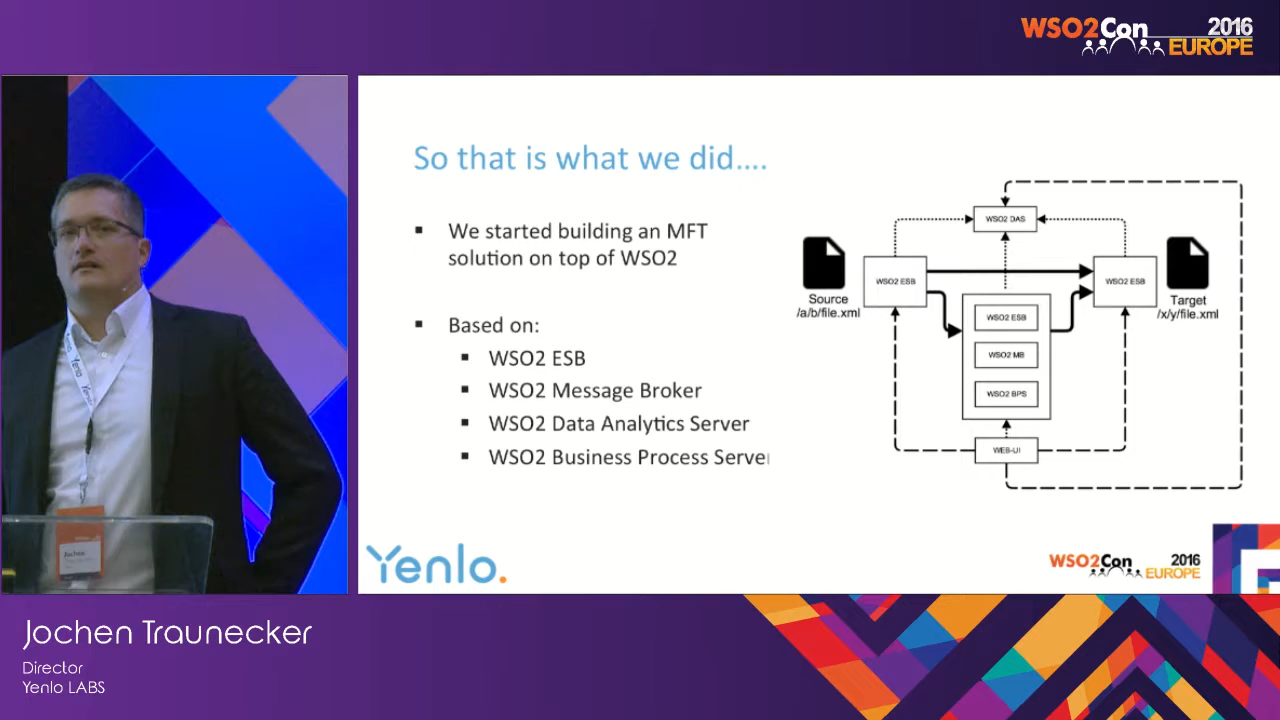 WSO2Con 2016
EUROPE
So that is what we did....
We started building an MFT
solution on top of WSO2
Based on:
WSO2 ESB
WSO2 Message Broker
WSO2 Data Analytics Server
WSO2 Business Process Server
WSO2 DAS
WSO2 ESB
WSO2 ESB
Source
/a/b/file.xml
Target
/x/y/file.xml
WSO2 ESB
WSO2 MB
WSO2 BPS
WEB-UI
Yenlo.
WSO2Con 2016
EUROPE
Yenlo
Jochen
Jochen Traunecker
Director
Yenlo LABS